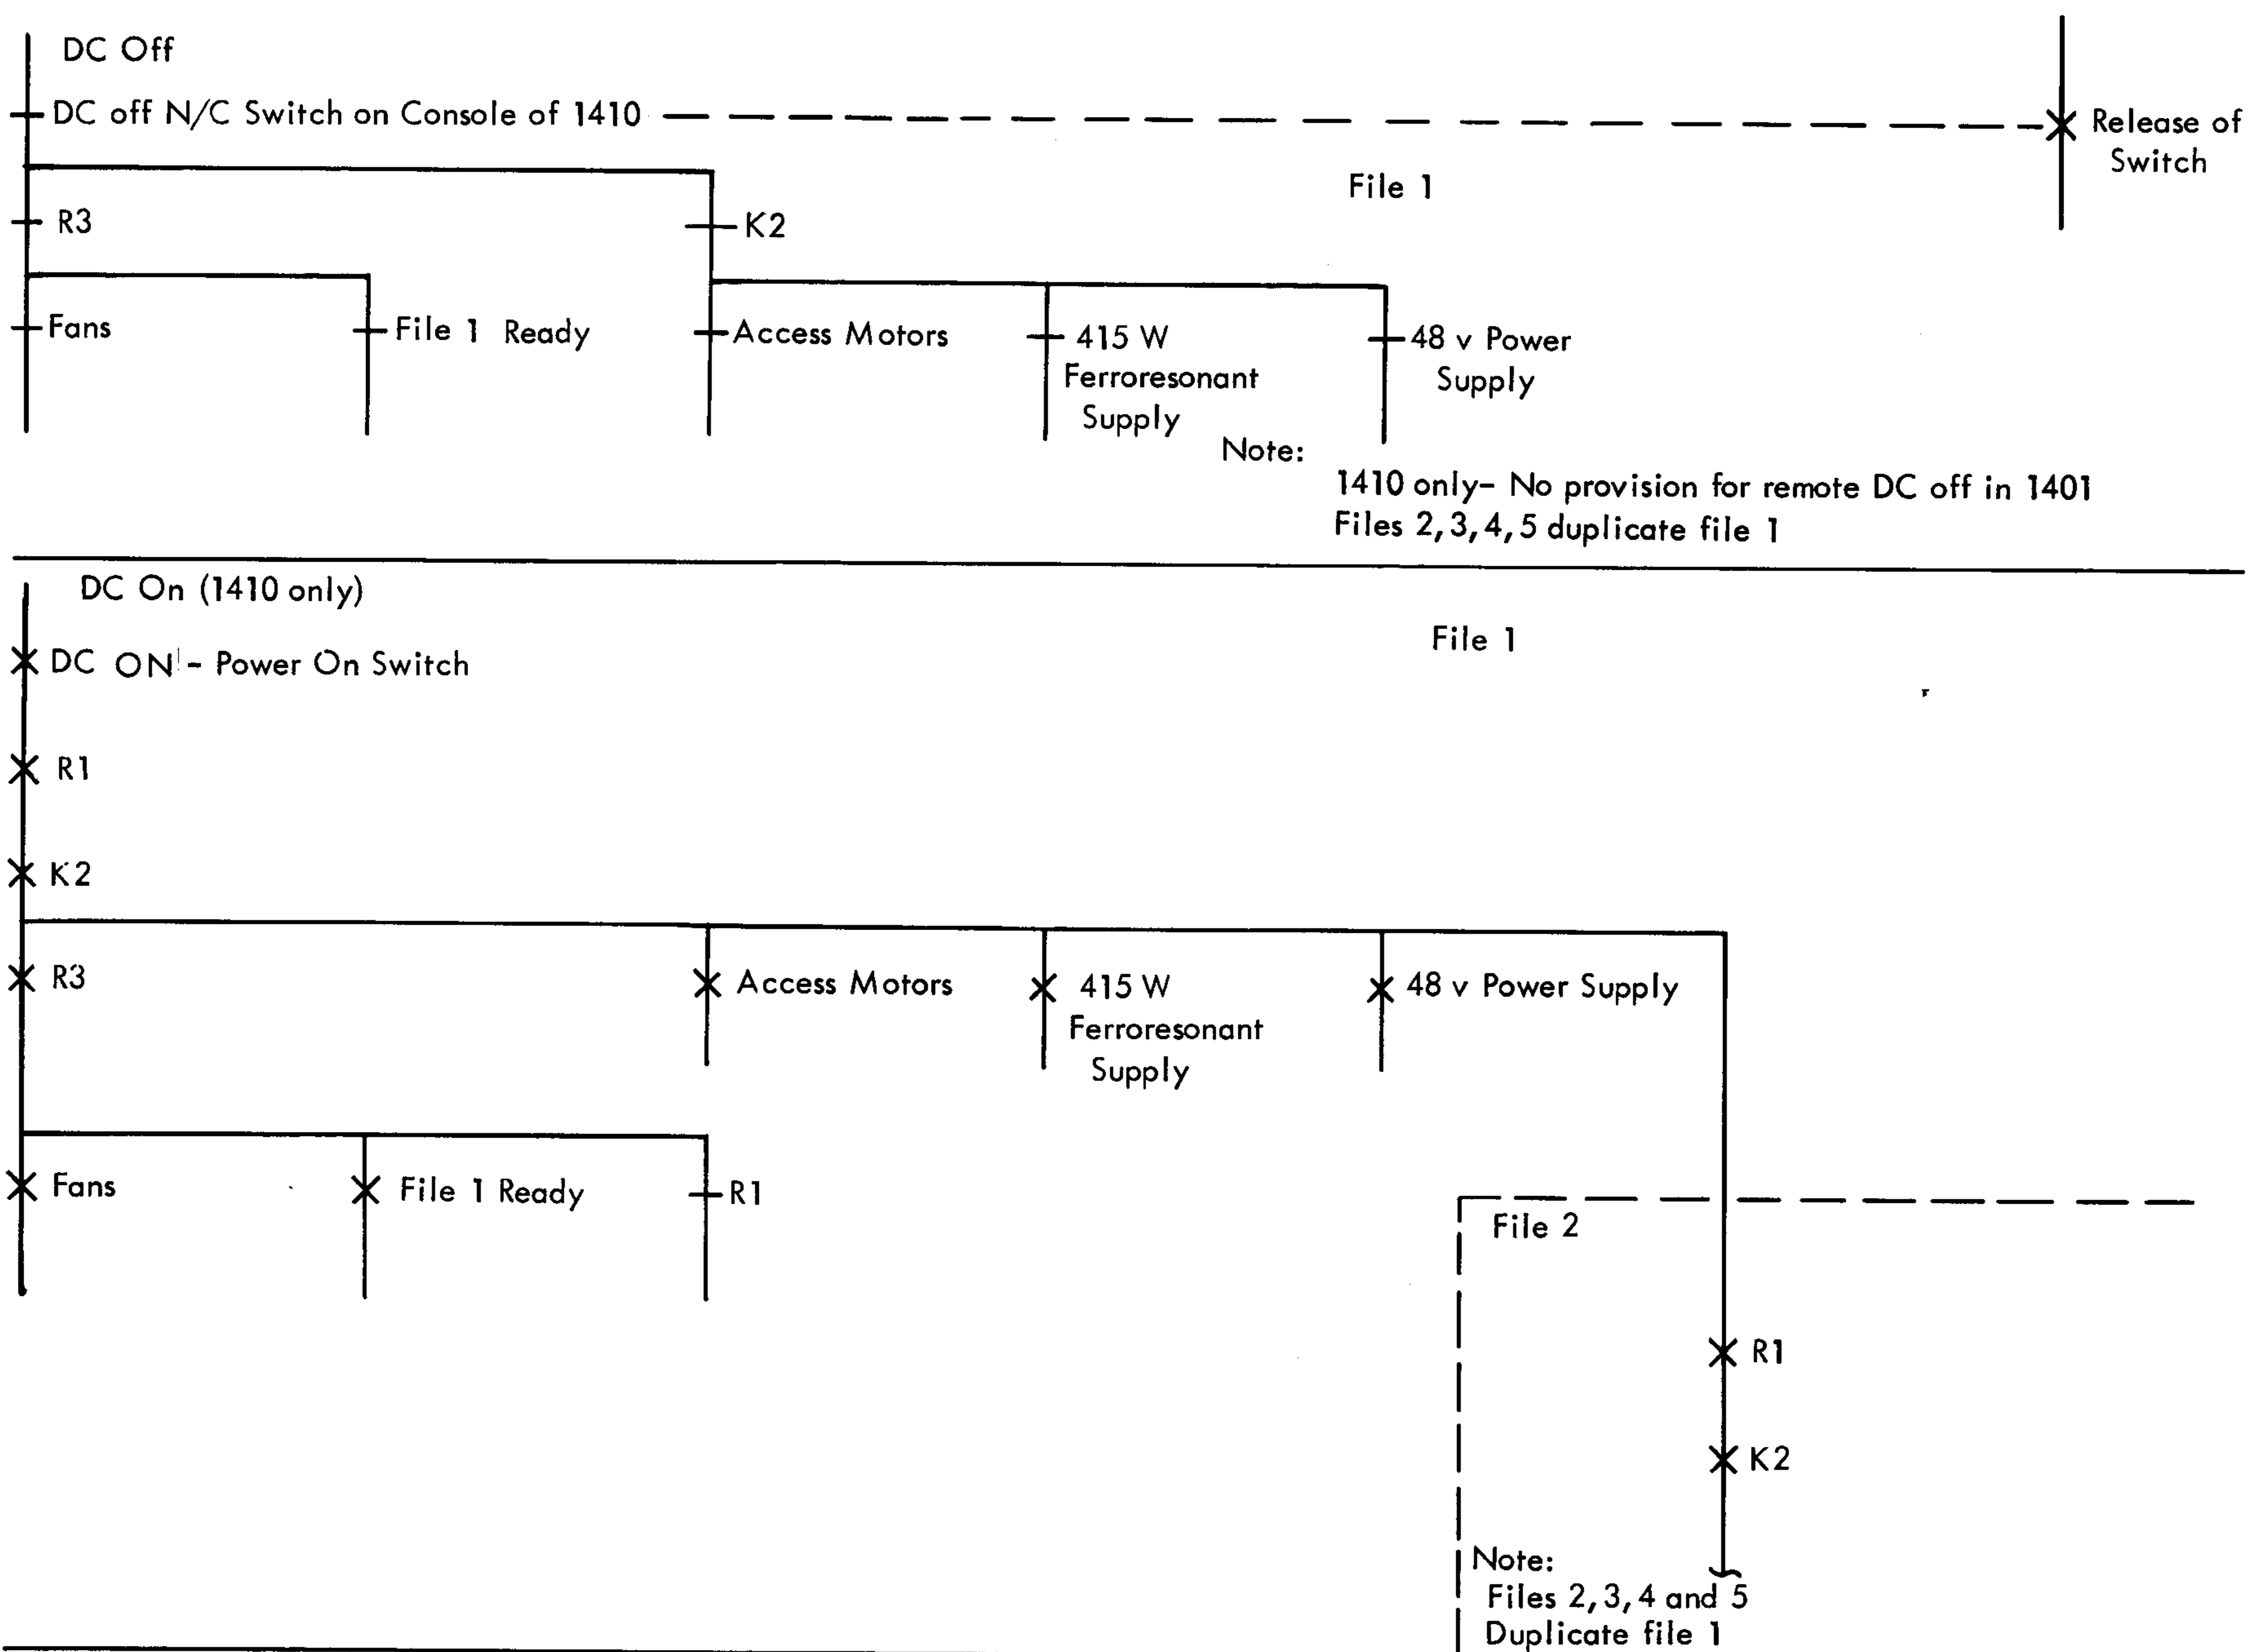 DC Off
DC off N/C Switch on Console of 1410
Release of
Switch
File 1
R3
K2
Fans
File 1 Ready
Access Motors
415 W
Ferroresonant
Supply
48 v Power
Supply
Note:
1410 only- No provision for remote DC off in 1401
Files 2,3,4,5 duplicate file 1
DC On (1410 only)
File 1
DC ON - Power On Switch
R1
K2
R3
Access Motors
415 W
Ferroresonant
Supply
48 v Power Supply
Fans
File 1 Ready
R1
File 2
R1
K2
Note:
Files 2,3,4 and 5
Duplicate file 1